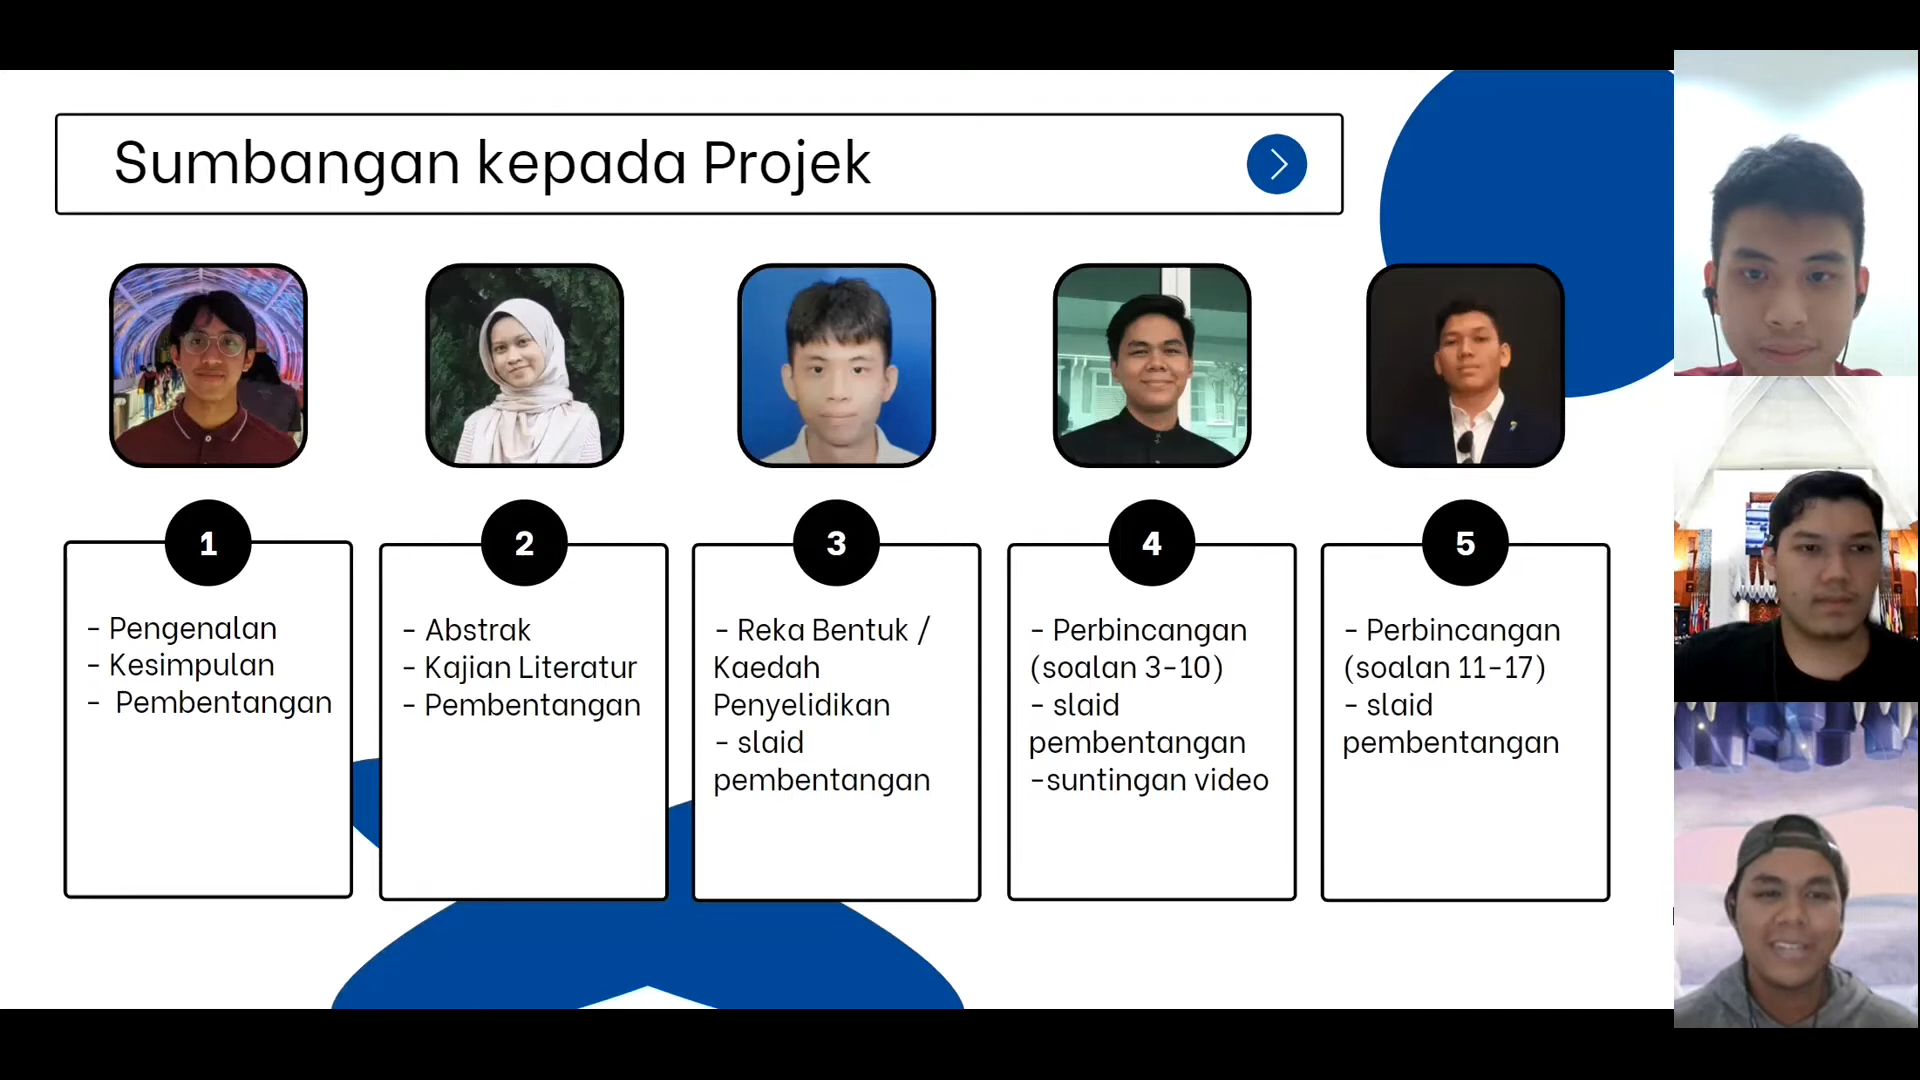 Sumbangan kepada Projek
1
- Pengenalan
- Kesimpulan
- Pembentangan
2
- Abstrak
- Kajian Literatur
- Pembentangan
3
- Reka Bentuk /
Kaedah
Penyelidikan
- slaid
pembentangan
4
- Perbincangan
(soalan 3-10)
- slaid
pembentangan
-suntingan video
5
- Perbincangan
(soalan 11-17)
- slaid
pembentangan